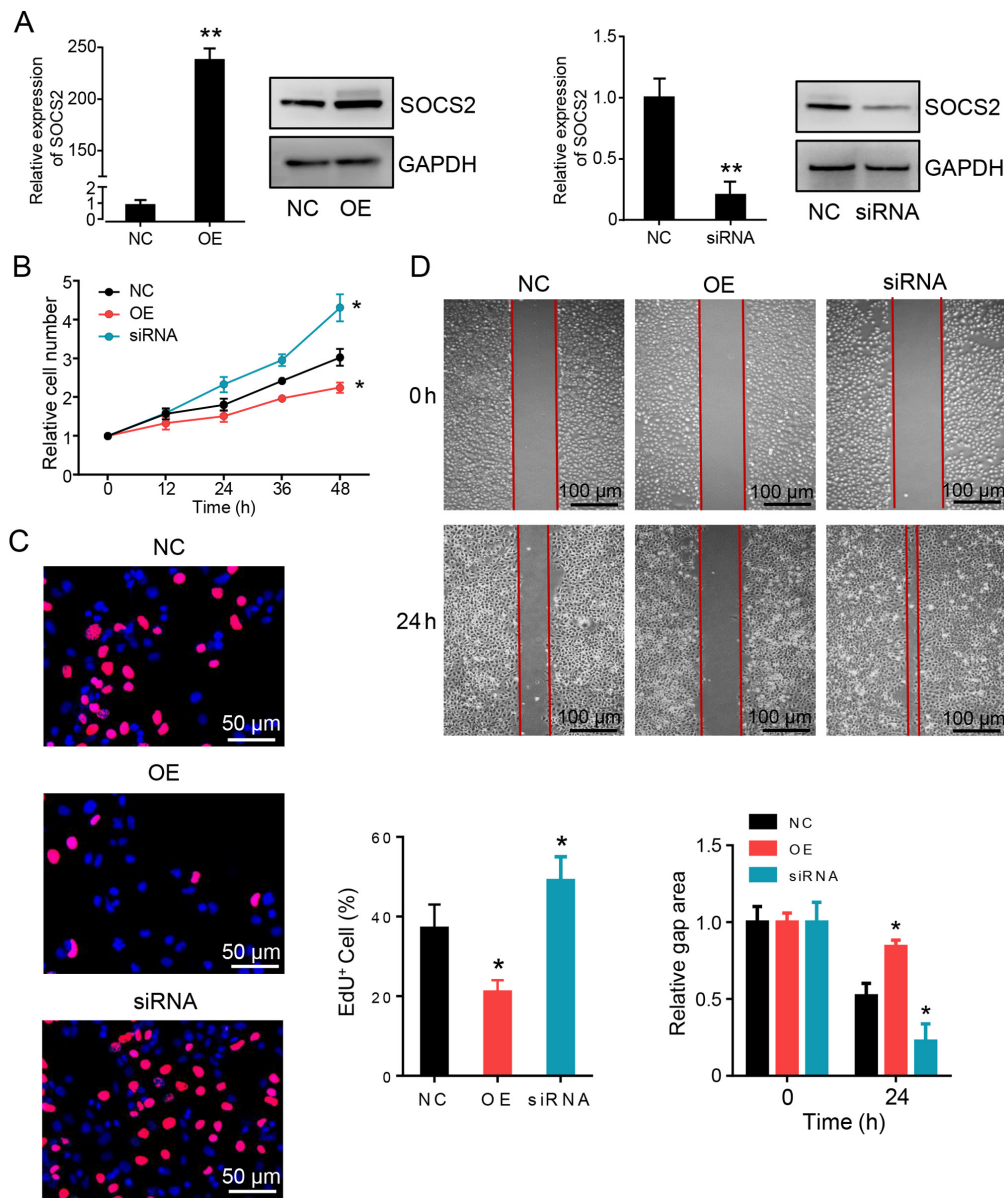 A
Relative expression
of SOCS2
250
200
150
2
1
0
**
NC
OE
SOCS2
GAPDH
NC OE
Relative expression
of SOCS2
1.5
1.0
0.5
0
**
NC
siRNA
SOCS2
GAPDH
NC siRNA
B
Relative cell number
5
4
3
2
1
0
NC
OE
siRNA
*
*
0 12 24 36 48
Time (h)
C
NC
50 µm
OE
50 µm
siRNA
50 µm
D
NC OE siRNA
0 h
100 µm
100 µm
100 µm
24 h
100 µm
100 µm
100 µm
EdU+ Cell (%)
60
40
20
0
*
*
NC OE siRNA
NC
OE
siRNA
Relative gap area
1.5
1.0
0.5
0
*
*
0 24
Time (h)